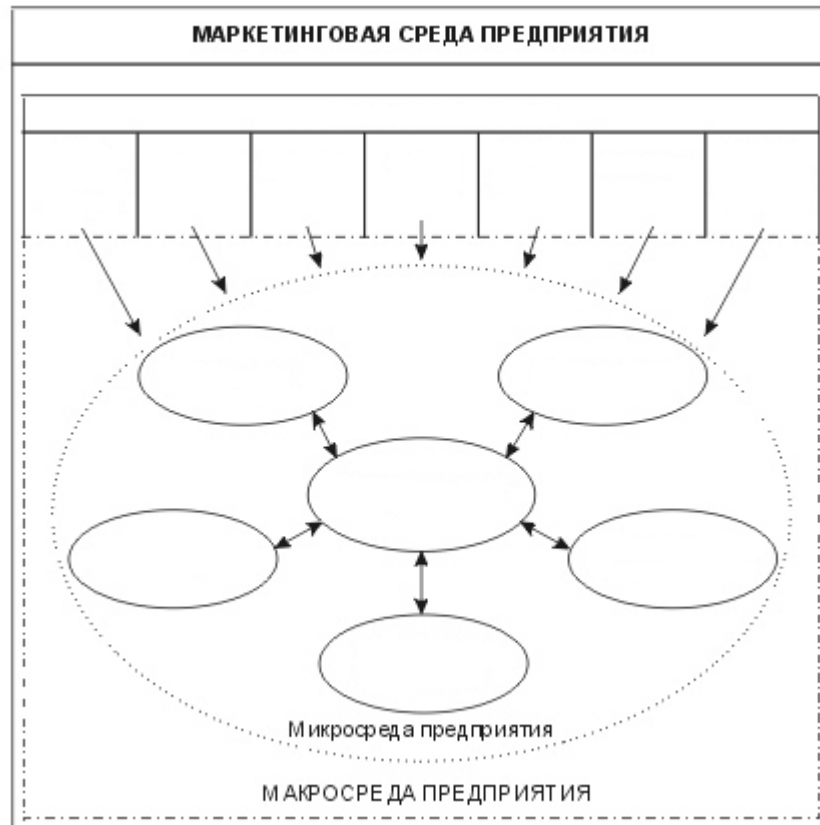 МАРКЕТИНГОВАЯ СРЕДА ПРЕДПРИЯТИЯ
Микросреда предприятия
МАКРОСРЕДА ПРЕДПРИЯТИЯ